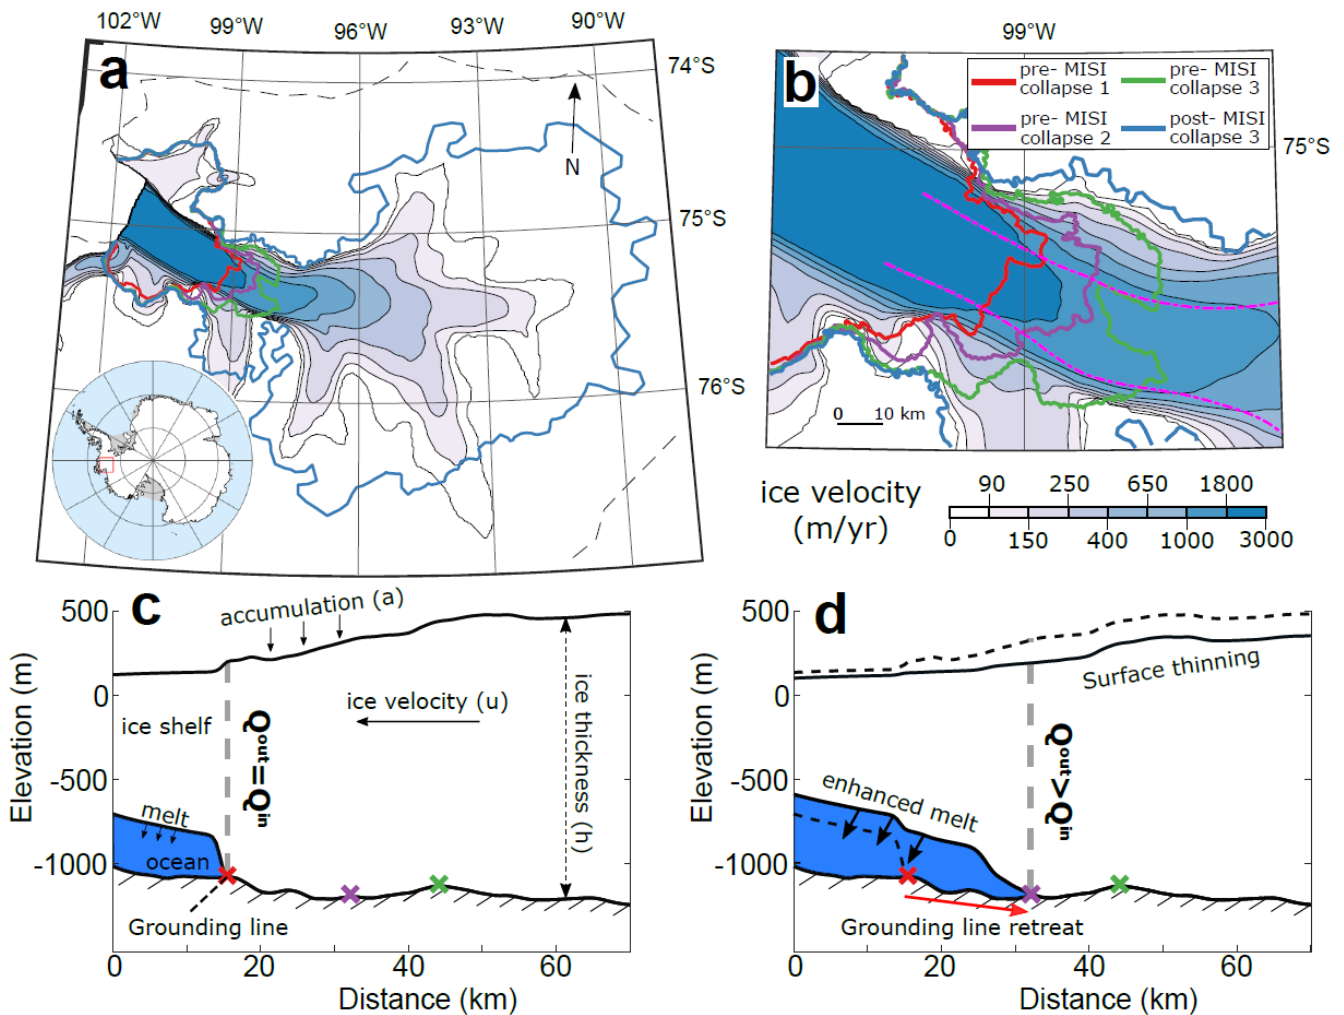 102°W 99°W 96°W 93°W 90°W
a
74°S
75°S
76°S
N
99°W
b
pre- MISI
collapse 1
pre- MISI
collapse 3
pre- MISI
collapse 2
post- MISI
collapse 3
75°S
0 10 km
ice velocity
(m/yr)
90 250 650 1800
0 150 400 1000 3000
c
500
0
-500
-1000
Elevation (m)
accumulation (a)
ice velocity (u)
ice shelf
Qout=Qin
ice thickness (h)
melt
ocean
Grounding line
0 20 40 60
Distance (km)
d
500
0
-500
-1000
Elevation (m)
Surface thinning
enhanced melt
Qout>Qin
Grounding line retreat
0 20 40 60
Distance (km)